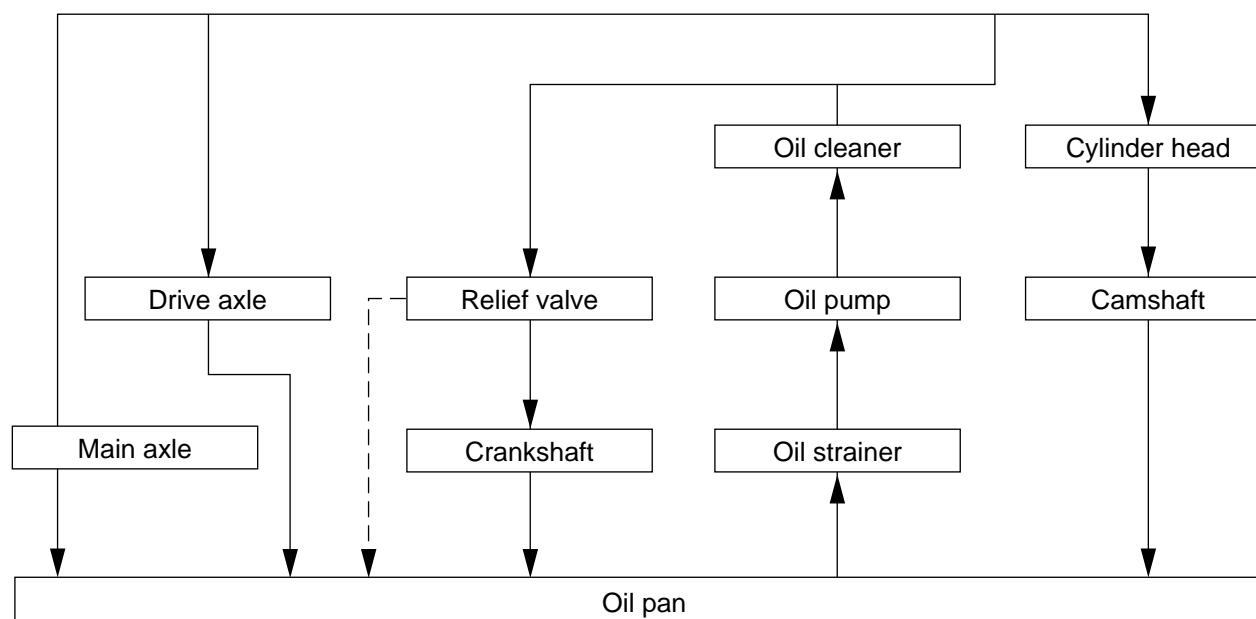 Oil cleaner
Cylinder head
Drive axle
Relief valve
Oil pump
Camshaft
Main axle
Crankshaft
Oil strainer
Oil pan